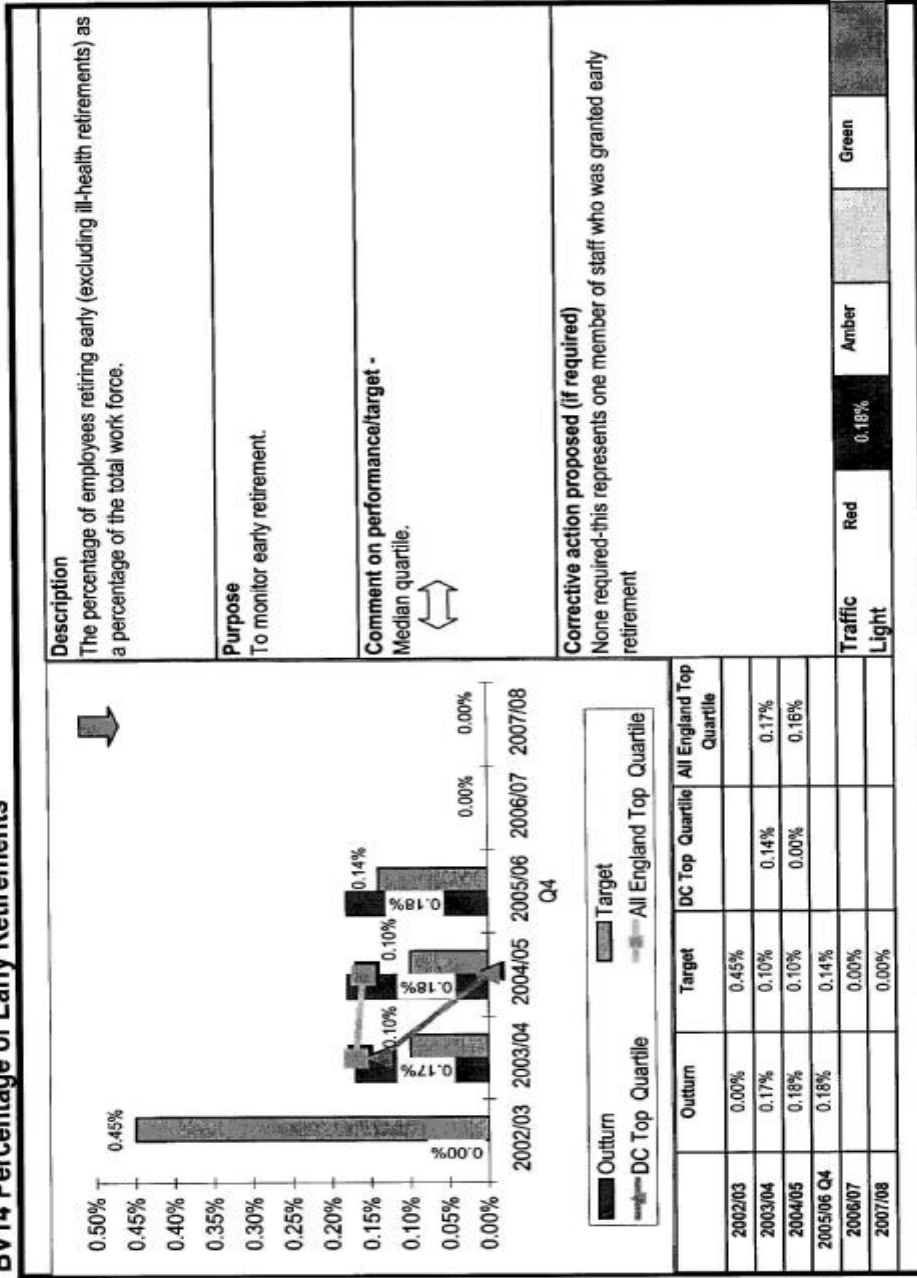 BV14 Percentage of Early Retirements
0.50%
0.45%
0.40%
0.35%
0.30%
0.25%
0.20%
0.15%
0.10%
0.05%
0.00%
0.45%
0.00%
0.17%
0.10%
0.18%
0.10%
0.18%
0.14%
0.00%
0.00%
2002/03
2003/04
2004/05
2005/06
Q4
2006/07
2007/08
Outturn
Target
DC Top Quartile
All England Top Quartile
Outturn Target DC Top Quartile All England Top
Quartile
2002/03 0.00% 0.45%
2003/04 0.17% 0.10% 0.14% 0.17%
2004/05 0.18% 0.10% 0.00% 0.16%
2005/06 Q4 0.18% 0.14%
2006/07 0.00%
2007/08 0.00%
Description
The percentage of employees retiring early (excluding ill-health retirements) as
a percentage of the total work force.
Purpose
To monitor early retirement.
Comment on performance/target -
Median quartile.
Corrective action proposed (if required)
None required-this represents one member of staff who was granted early
retirement
Traffic
Light
Red 0.18% Amber Green